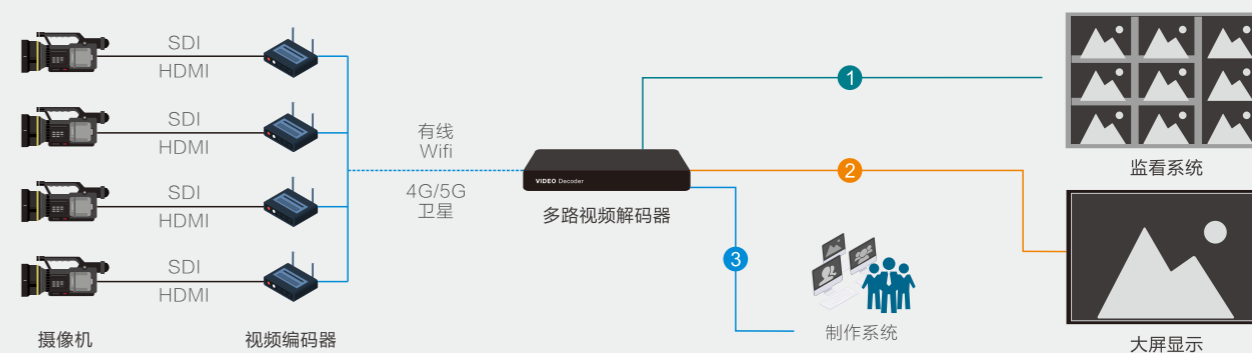 SDI
HDMI
SDI
HDMI
SDI
HDMI
SDI
HDMI
摄像机
视频编码器
有线
Wifi
4G/5G
卫星
VIDEO Decoder
多路视频解码器
1
2
3
监看系统
制作系统
大屏显示